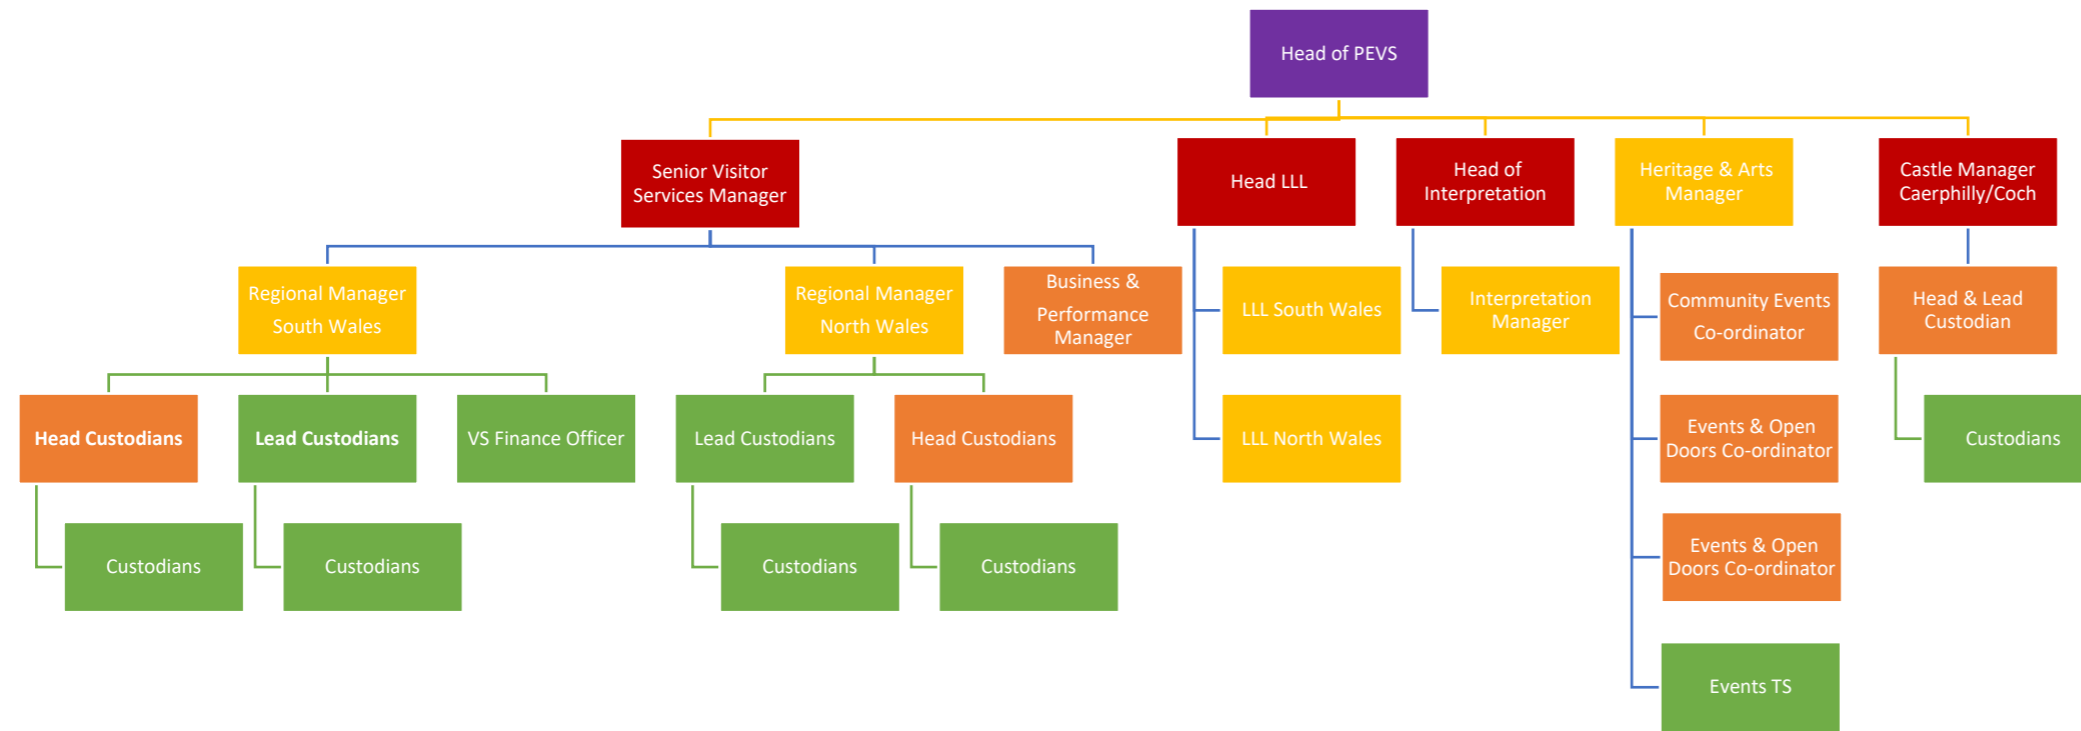 Head of PEVS
Senior Visitor
Services Manager
Head LLL
Head of
Interpretation
Heritage & Arts
Manager
Castle Manager
Caerphilly/Coch
Regional Manager
South Wales
Regional Manager
North Wales
Business &
Performance
Manager
LLL South Wales
Interpretation
Manager
Community Events
Co-ordinator
Head & Lead
Custodian
Head Custodians
Lead Custodians
VS Finance Officer
Lead Custodians
Head Custodians
LLL North Wales
Events & Open
Doors Co-ordinator
Custodians
Custodians
Custodians
Custodians
Custodians
Events & Open
Doors Co-ordinator
Events TS